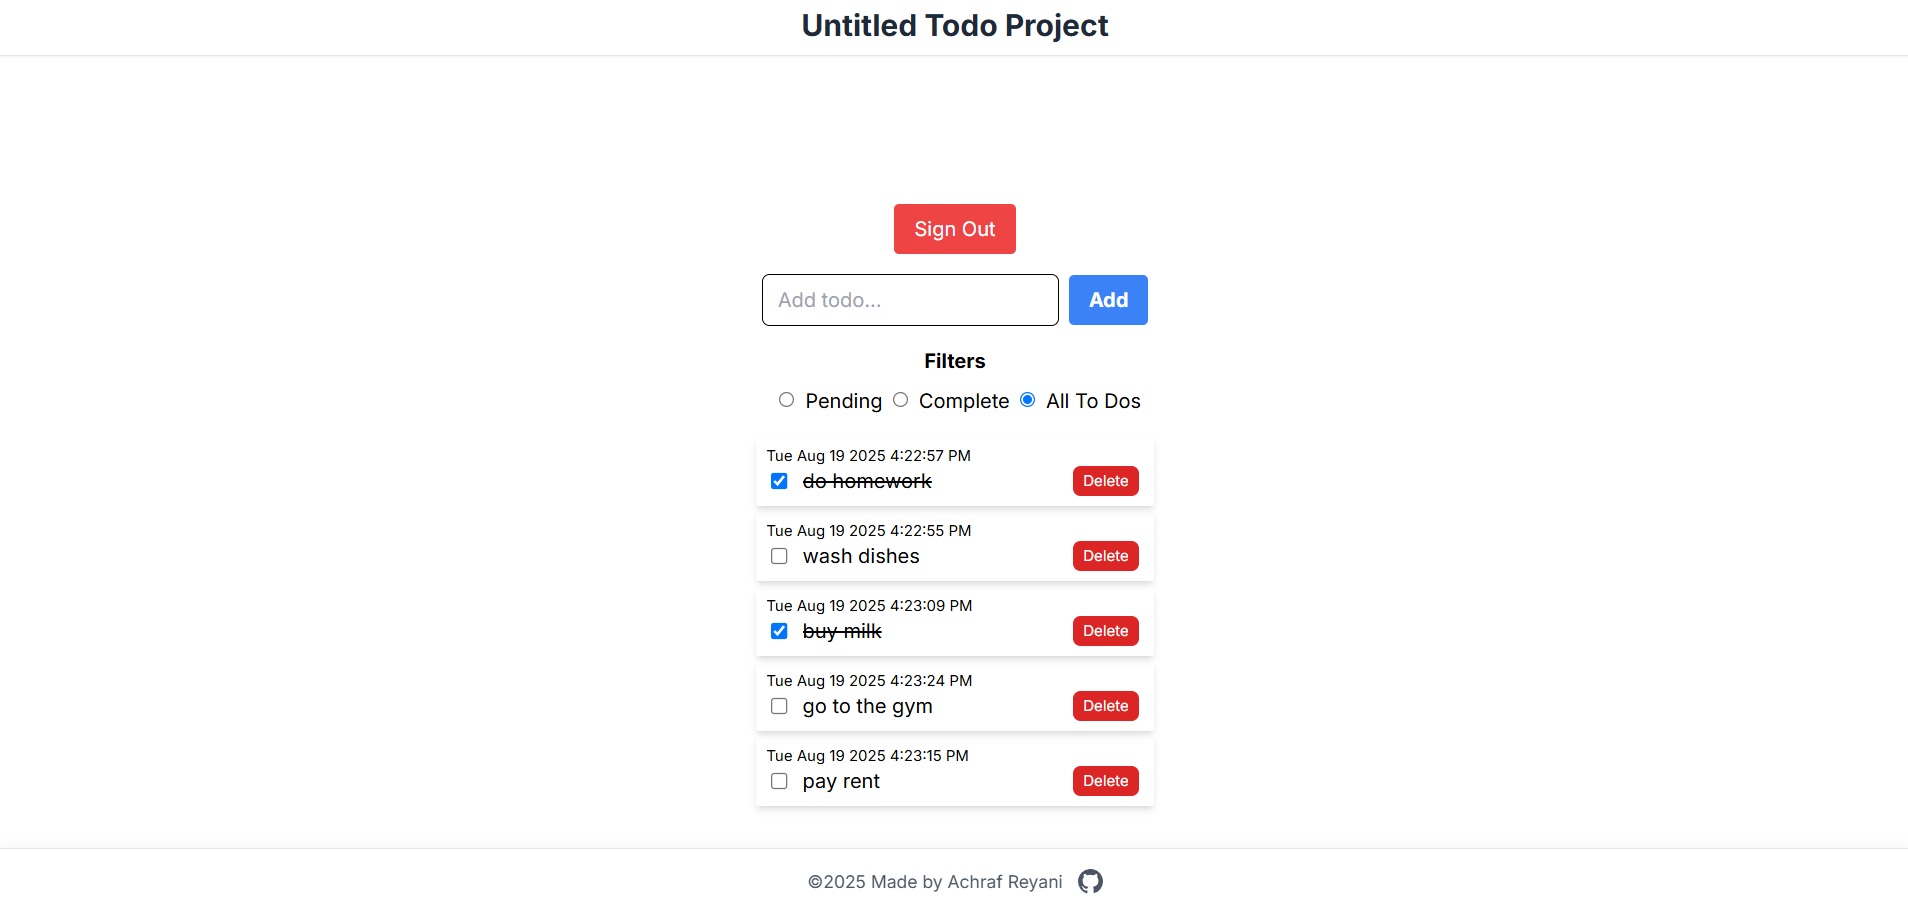 Untitled Todo Project
Sign Out
Add todo...
Add
Filters
Pending Complete All To Dos
Tue Aug 19 2025 4:22:57 PM
do homework Delete
Tue Aug 19 2025 4:22:55 PM
wash dishes Delete
Tue Aug 19 2025 4:23:09 PM
buy milk Delete
Tue Aug 19 2025 4:23:24 PM
go to the gym Delete
Tue Aug 19 2025 4:23:15 PM
pay rent Delete
©2025 Made by Achraf Reyani